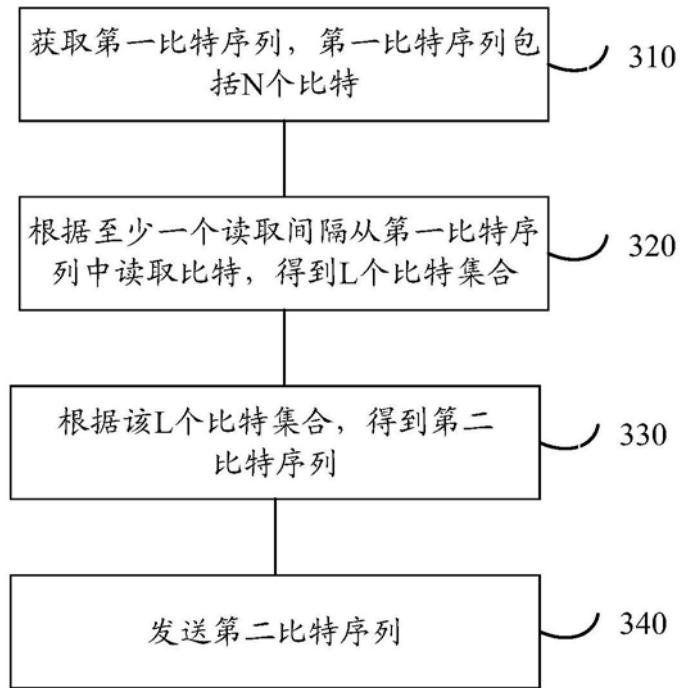 获取第一比特序列，第一比特序列包
括N个比特
310
根据至少一个读取间隔从第一比特序
列中读取比特，得到L个比特集合
320
根据该L个比特集合，得到第二
比特序列
330
发送第二比特序列
340